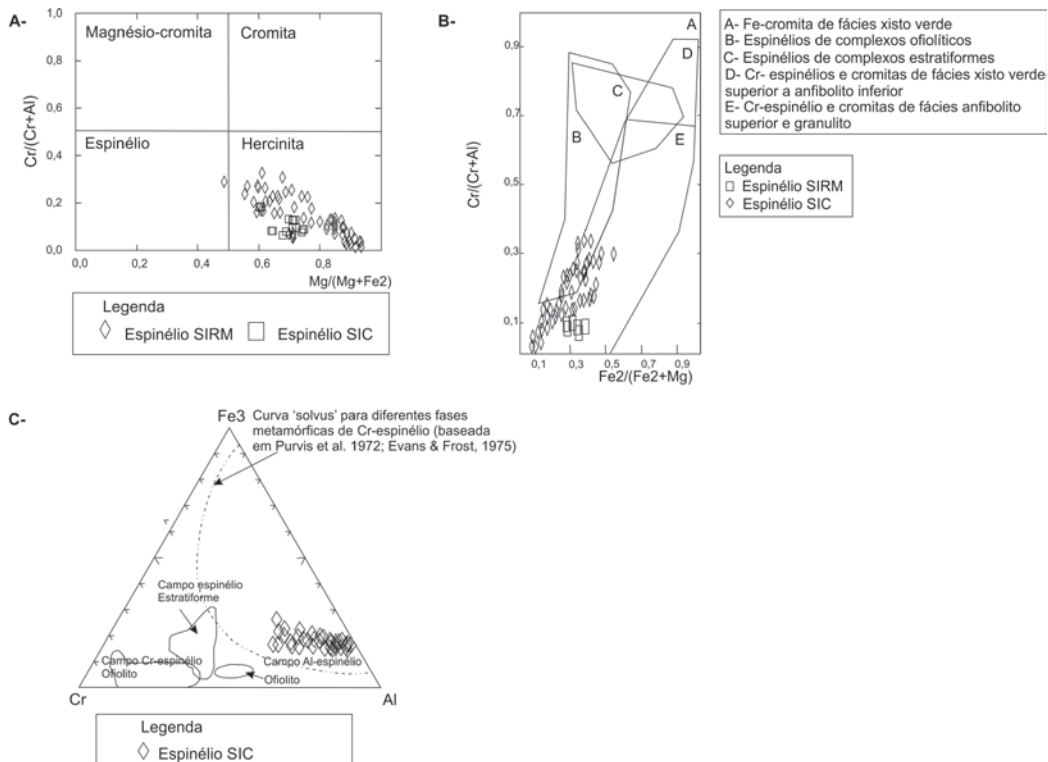 A-
Cr/(Cr+Al)
1,0
0,8
0,6
0,4
0,2
0,0
Magnésio-cromita
Cromita
Espinélio
Hercinita
0,0
0,2
0,4
0,6
0,8
Mg/(Mg+Fe2)
Legenda
Espinélio SIRM
Espinélio SIC
B-
Cr/(Cr+Al)
0,9
0,7
0,5
0,3
0,1
A
D
C
B
E
0,1
0,3
0,5
0,7
0,9
Fe2/(Fe2+Mg)
A- Fe-cromita de fácies xisto verde
B- Espinélios de complexos ofiolíticos
C- Espinélios de complexos estratiformes
D- Cr- espinélios e cromitas de fácies xisto verde
superior a anfibolito inferior
E- Cr-espinélio e cromitas de fácies anfibolito
superior e granulito
Legenda
Espinélio SIRM
Espinélio SIC
C-
Fe3
Curva ‘solvus’ para diferentes fases
metamórficas de Cr-espinélio (baseada
em Purvis et al. 1972; Evans & Frost, 1975)
Campo espinélio
Estratiforme
Campo Cr-espinélio
Ofiolito
Campo Al-espinélio
Ofiolito
Cr
Al
Legenda
Espinélio SIC